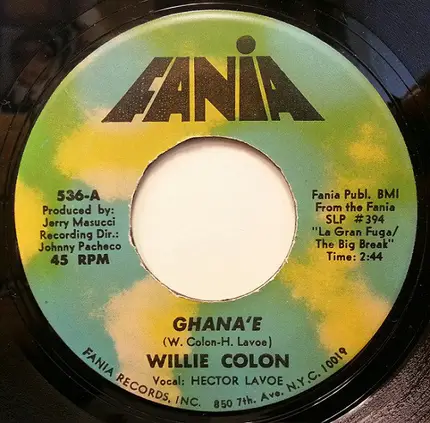 FANIA
536-A
Produced by:
Jerry Masucci
Recording Dir.:
Johnny Pacheco
45 RPM
Fania Publ. BMI
From the Fania
SLP #394
"La Gran Fuga/
The Big Break"
Time: 2:44
GHANA'E
(W. Colon-H. Lavoe)
WILLIE COLON
Vocal: HECTOR LAVOE
FANIA RECORDS, INC. 850 7th. Ave. N.Y.C. 10019